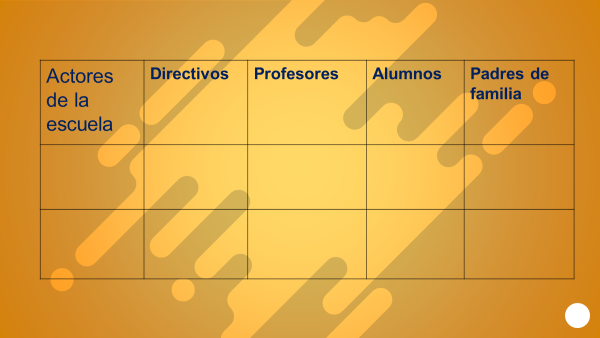 Actores
de la
escuela
Directivos
Profesores
Alumnos
Padres de
familia